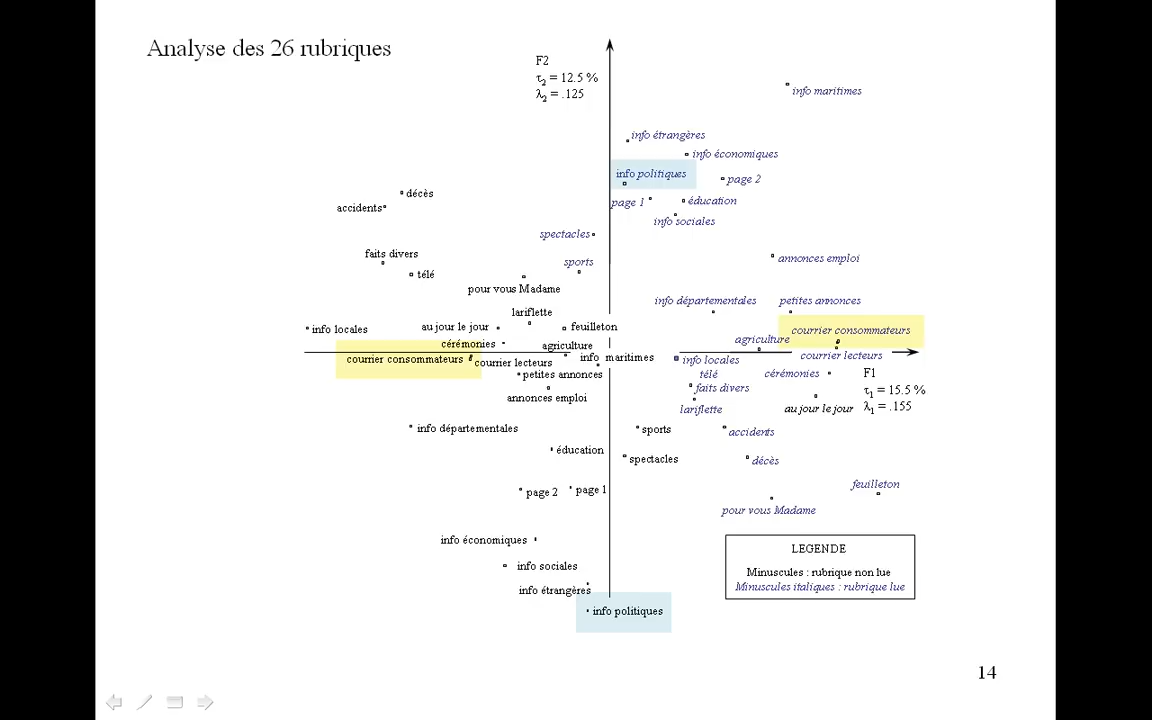 Analyse des 26 rubriques
F2
τ2 = 12.5 %
λ2 = .125
info maritimes
info étrangères
info économiques
info politiques
page 2
décès
accidents
page 1
éducation
info sociales
spectacles
faits divers
sports
annonces emploi
télé
pour vous Madame
info départementales
petites annonces
lariflette
info locales
au jour le jour
feuilleton
courrier consommateurs
cérémonies
agriculture
agriculture
courrier consommateurs
courrier lecteurs
info maritimes
info locales
courrier lecteurs
petites annonces
télé
cérémonies
F1
τ1 = 15.5 %
λ1 = .155
faits divers
annonces emploi
lariflette
au jour le jour
info départementales
sports
accidents
éducation
spectacles
décès
page 2
page 1
feuilleton
pour vous Madame
info économiques
info sociales
info étrangères
info politiques
LEGENDE
Minuscules : rubrique non lue
Minuscules italiques : rubrique lue
14